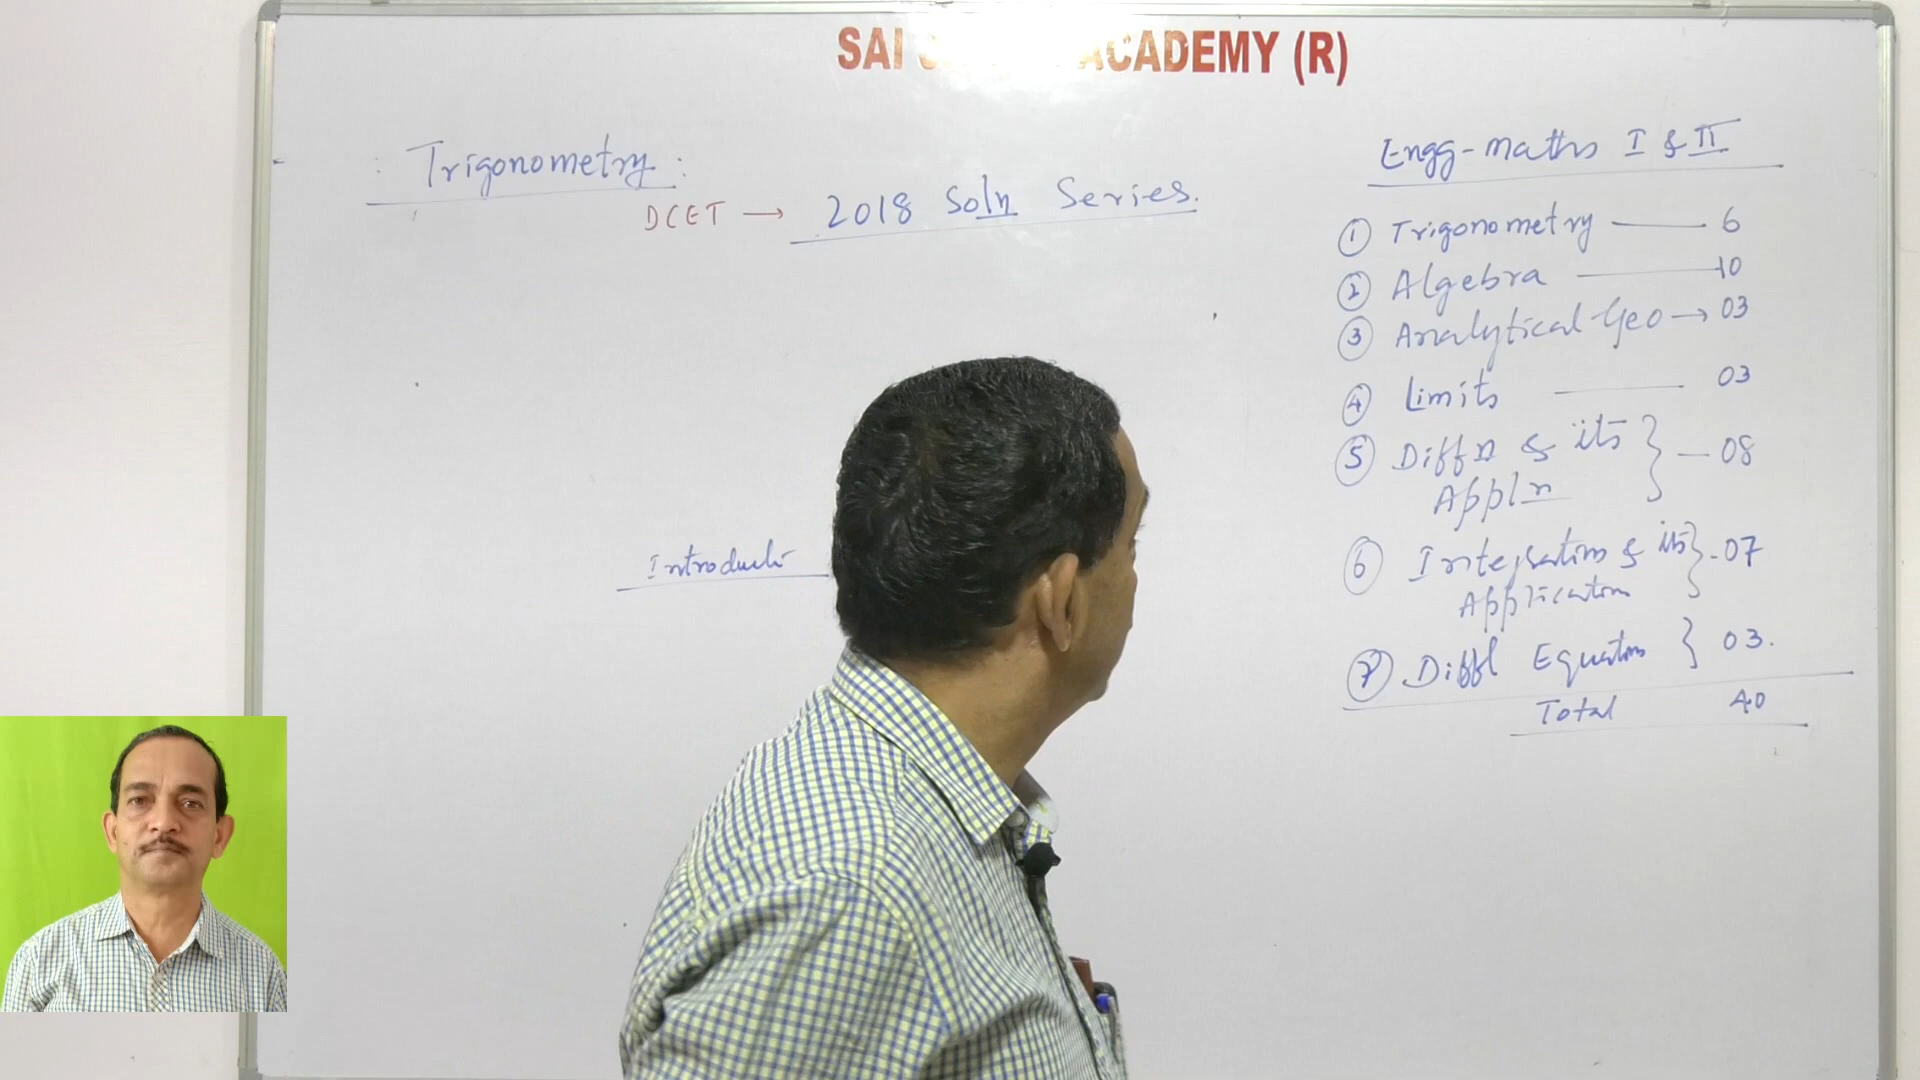 SAI ACADEMY (R)
: Trigonometry :
DCET → 2018 Soln Series.
Introducti
Engg-maths I & II
① Trigonometry — 6
② Algebra — 10
③ Analytical Geo → 03
④ Limits — 03
⑤ Diffn & its } — 08
Appln
⑥ Integration & its } - 07
Application
⑦ Diffl Equations } 03.
Total 40